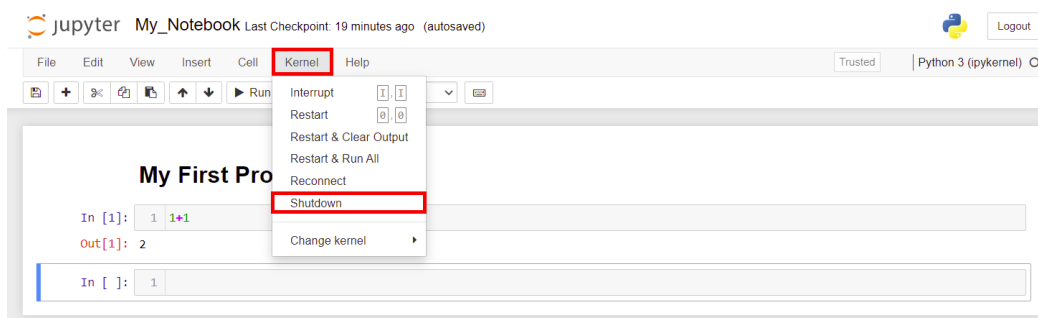 jupyter My_Notebook Last Checkpoint: 19 minutes ago (autosaved)
Logout
File Edit View Insert Cell Kernel Help
Trusted
Python 3 (ipykernel)
Run
Interrupt I,I
Restart 0,0
Restart & Clear Output
Restart & Run All
Reconnect
Shutdown
Change kernel
My First Pro
In [1]: 1 1+1
Out[1]: 2
In [ ]: 1